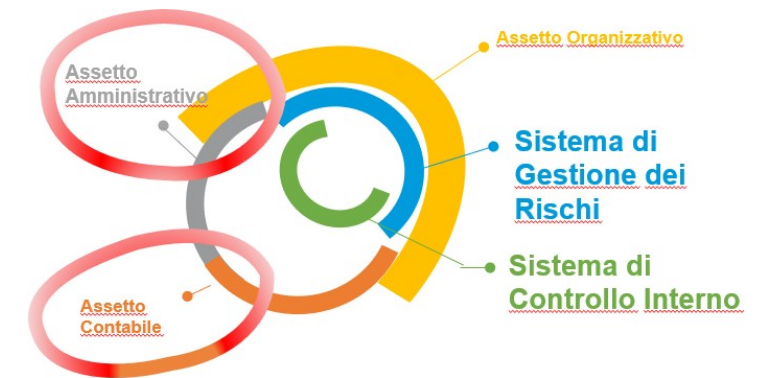 Assetto Organizzativo
Assetto
Amministrativo
Sistema di
Gestione dei
Rischi
Sistema di
Controllo Interno
Assetto
Contabile